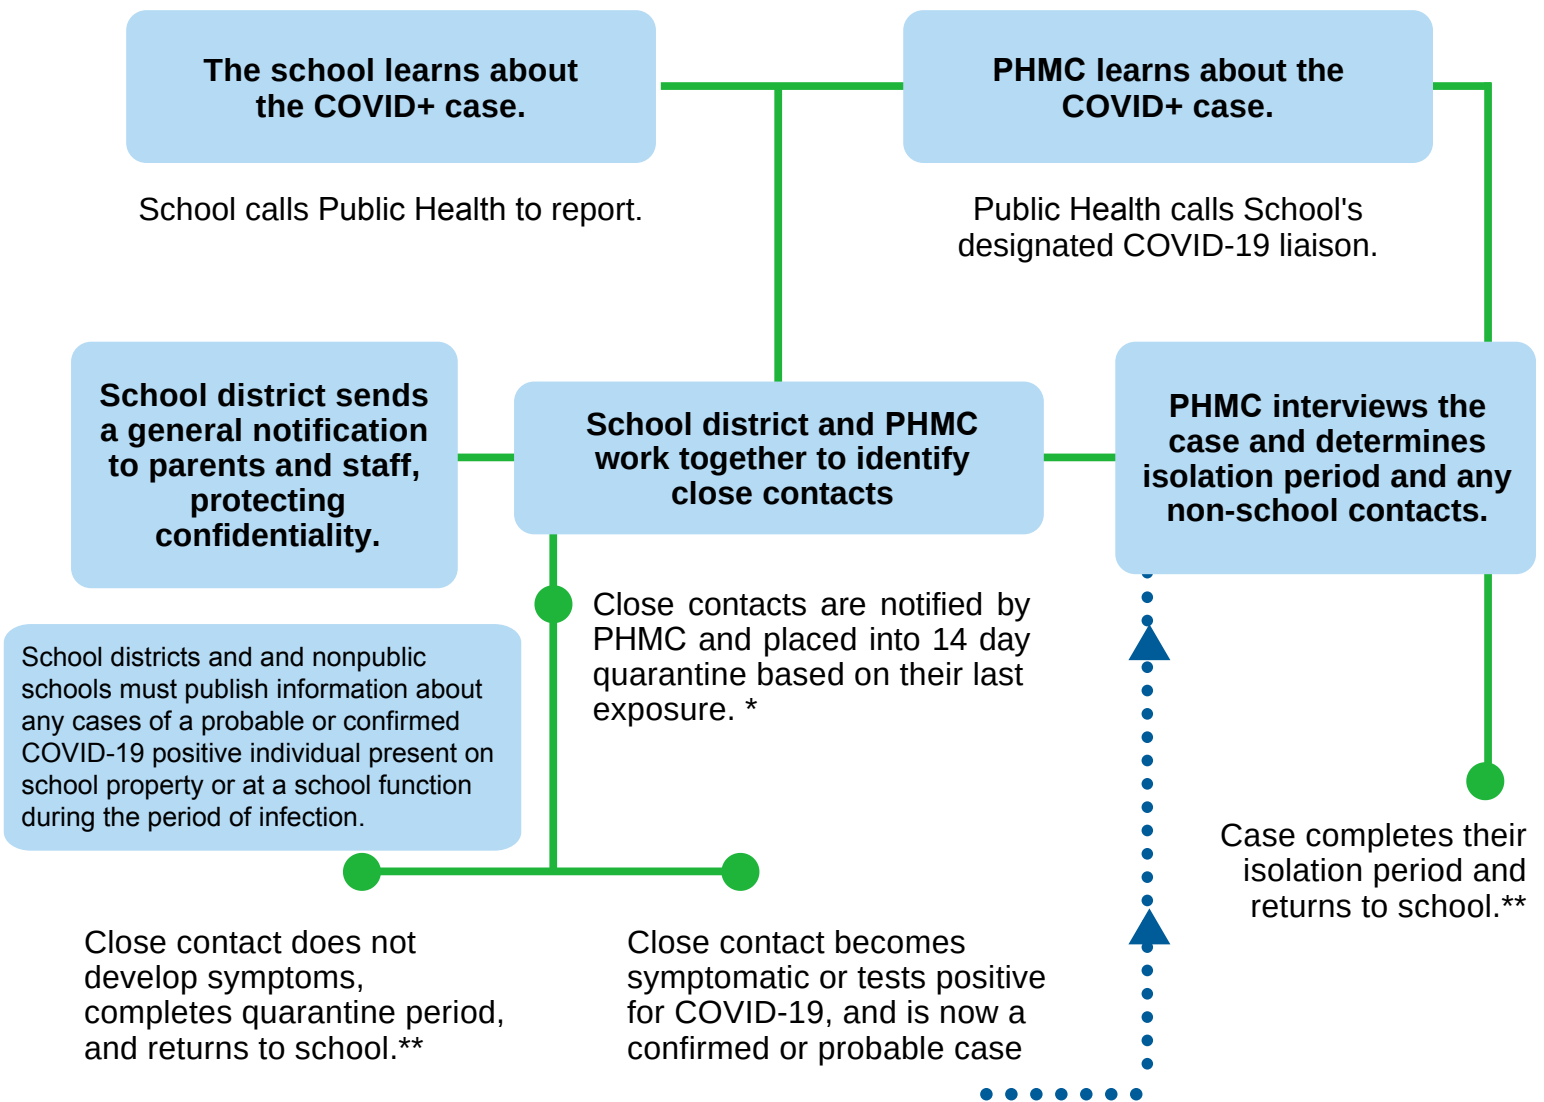 The school learns about
the COVID+ case.
PHMC learns about the
COVID+ case.
School calls Public Health to report.
Public Health calls School's
designated COVID-19 liaison.
School district sends
a general notification
to parents and staff,
protecting
confidentiality.
School district and PHMC
work together to identify
close contacts
PHMC interviews the
case and determines
isolation period and any
non-school contacts.
Close contacts are notified by
PHMC and placed into 14 day
quarantine based on their last
exposure. *
School districts and and nonpublic
schools must publish information about
any cases of a probable or confirmed
COVID-19 positive individual present on
school property or at a school function
during the period of infection.
Case completes their
isolation period and
returns to school.**
Close contact does not
develop symptoms,
completes quarantine period,
and returns to school.**
Close contact becomes
symptomatic or tests positive
for COVID-19, and is now a
confirmed or probable case